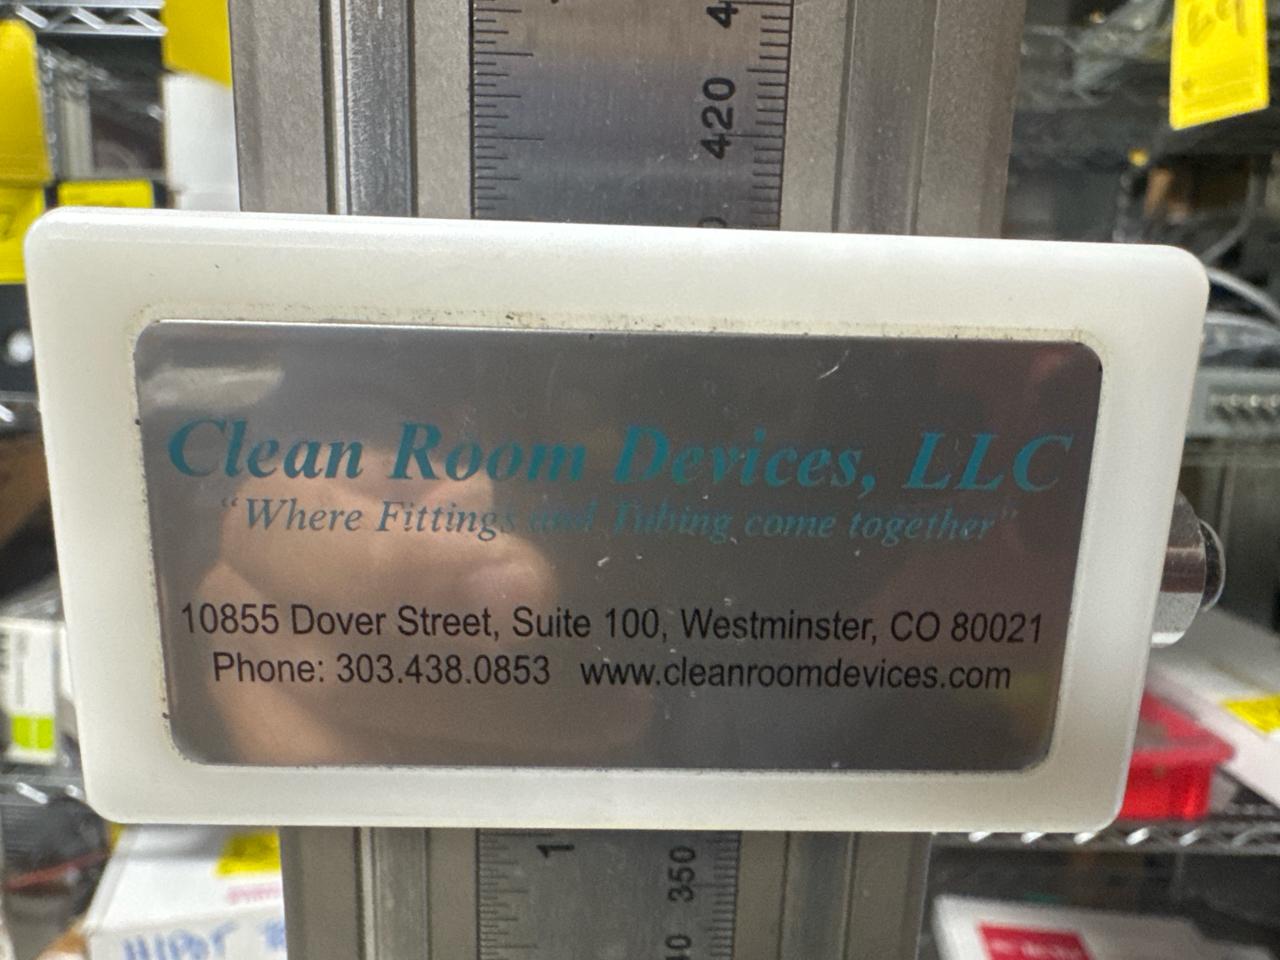 420
Clean Room Devices, LLC
“Where Fittings and Tubing come together”
10855 Dover Street, Suite 100, Westminster, CO 80021
Phone: 303.438.0853 www.cleanroomdevices.com
350